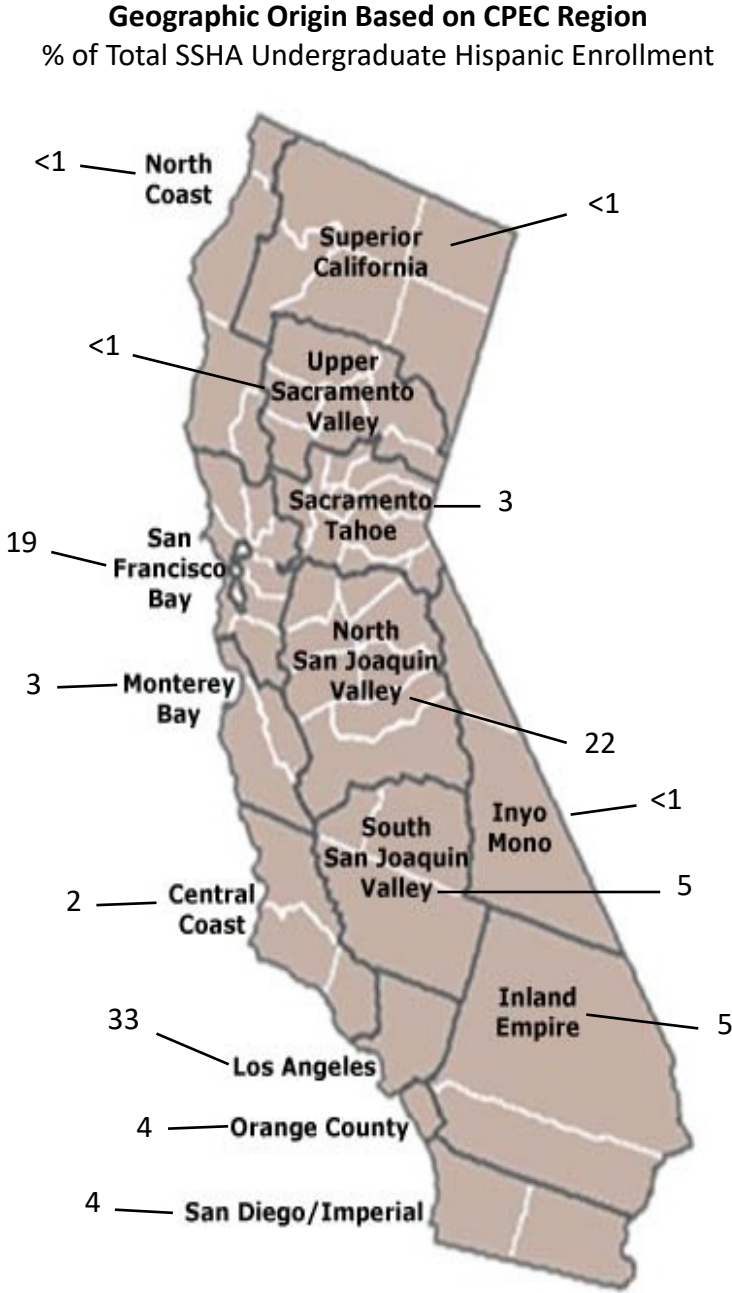 Geographic Origin Based on CPEC Region
% of Total SSHA Undergraduate Hispanic Enrollment
<1
North
Coast
<1
Superior
California
<1
Upper
Sacramento
Valley
Sacramento
Tahoe
3
19
San
Francisco
Bay
North
San Joaquin
Valley
22
3
Monterey
Bay
<1
Inyo
Mono
South
San Joaquin
Valley
5
2
Central
Coast
Inland
Empire
5
33
Los Angeles
4
Orange County
4
San Diego/Imperial